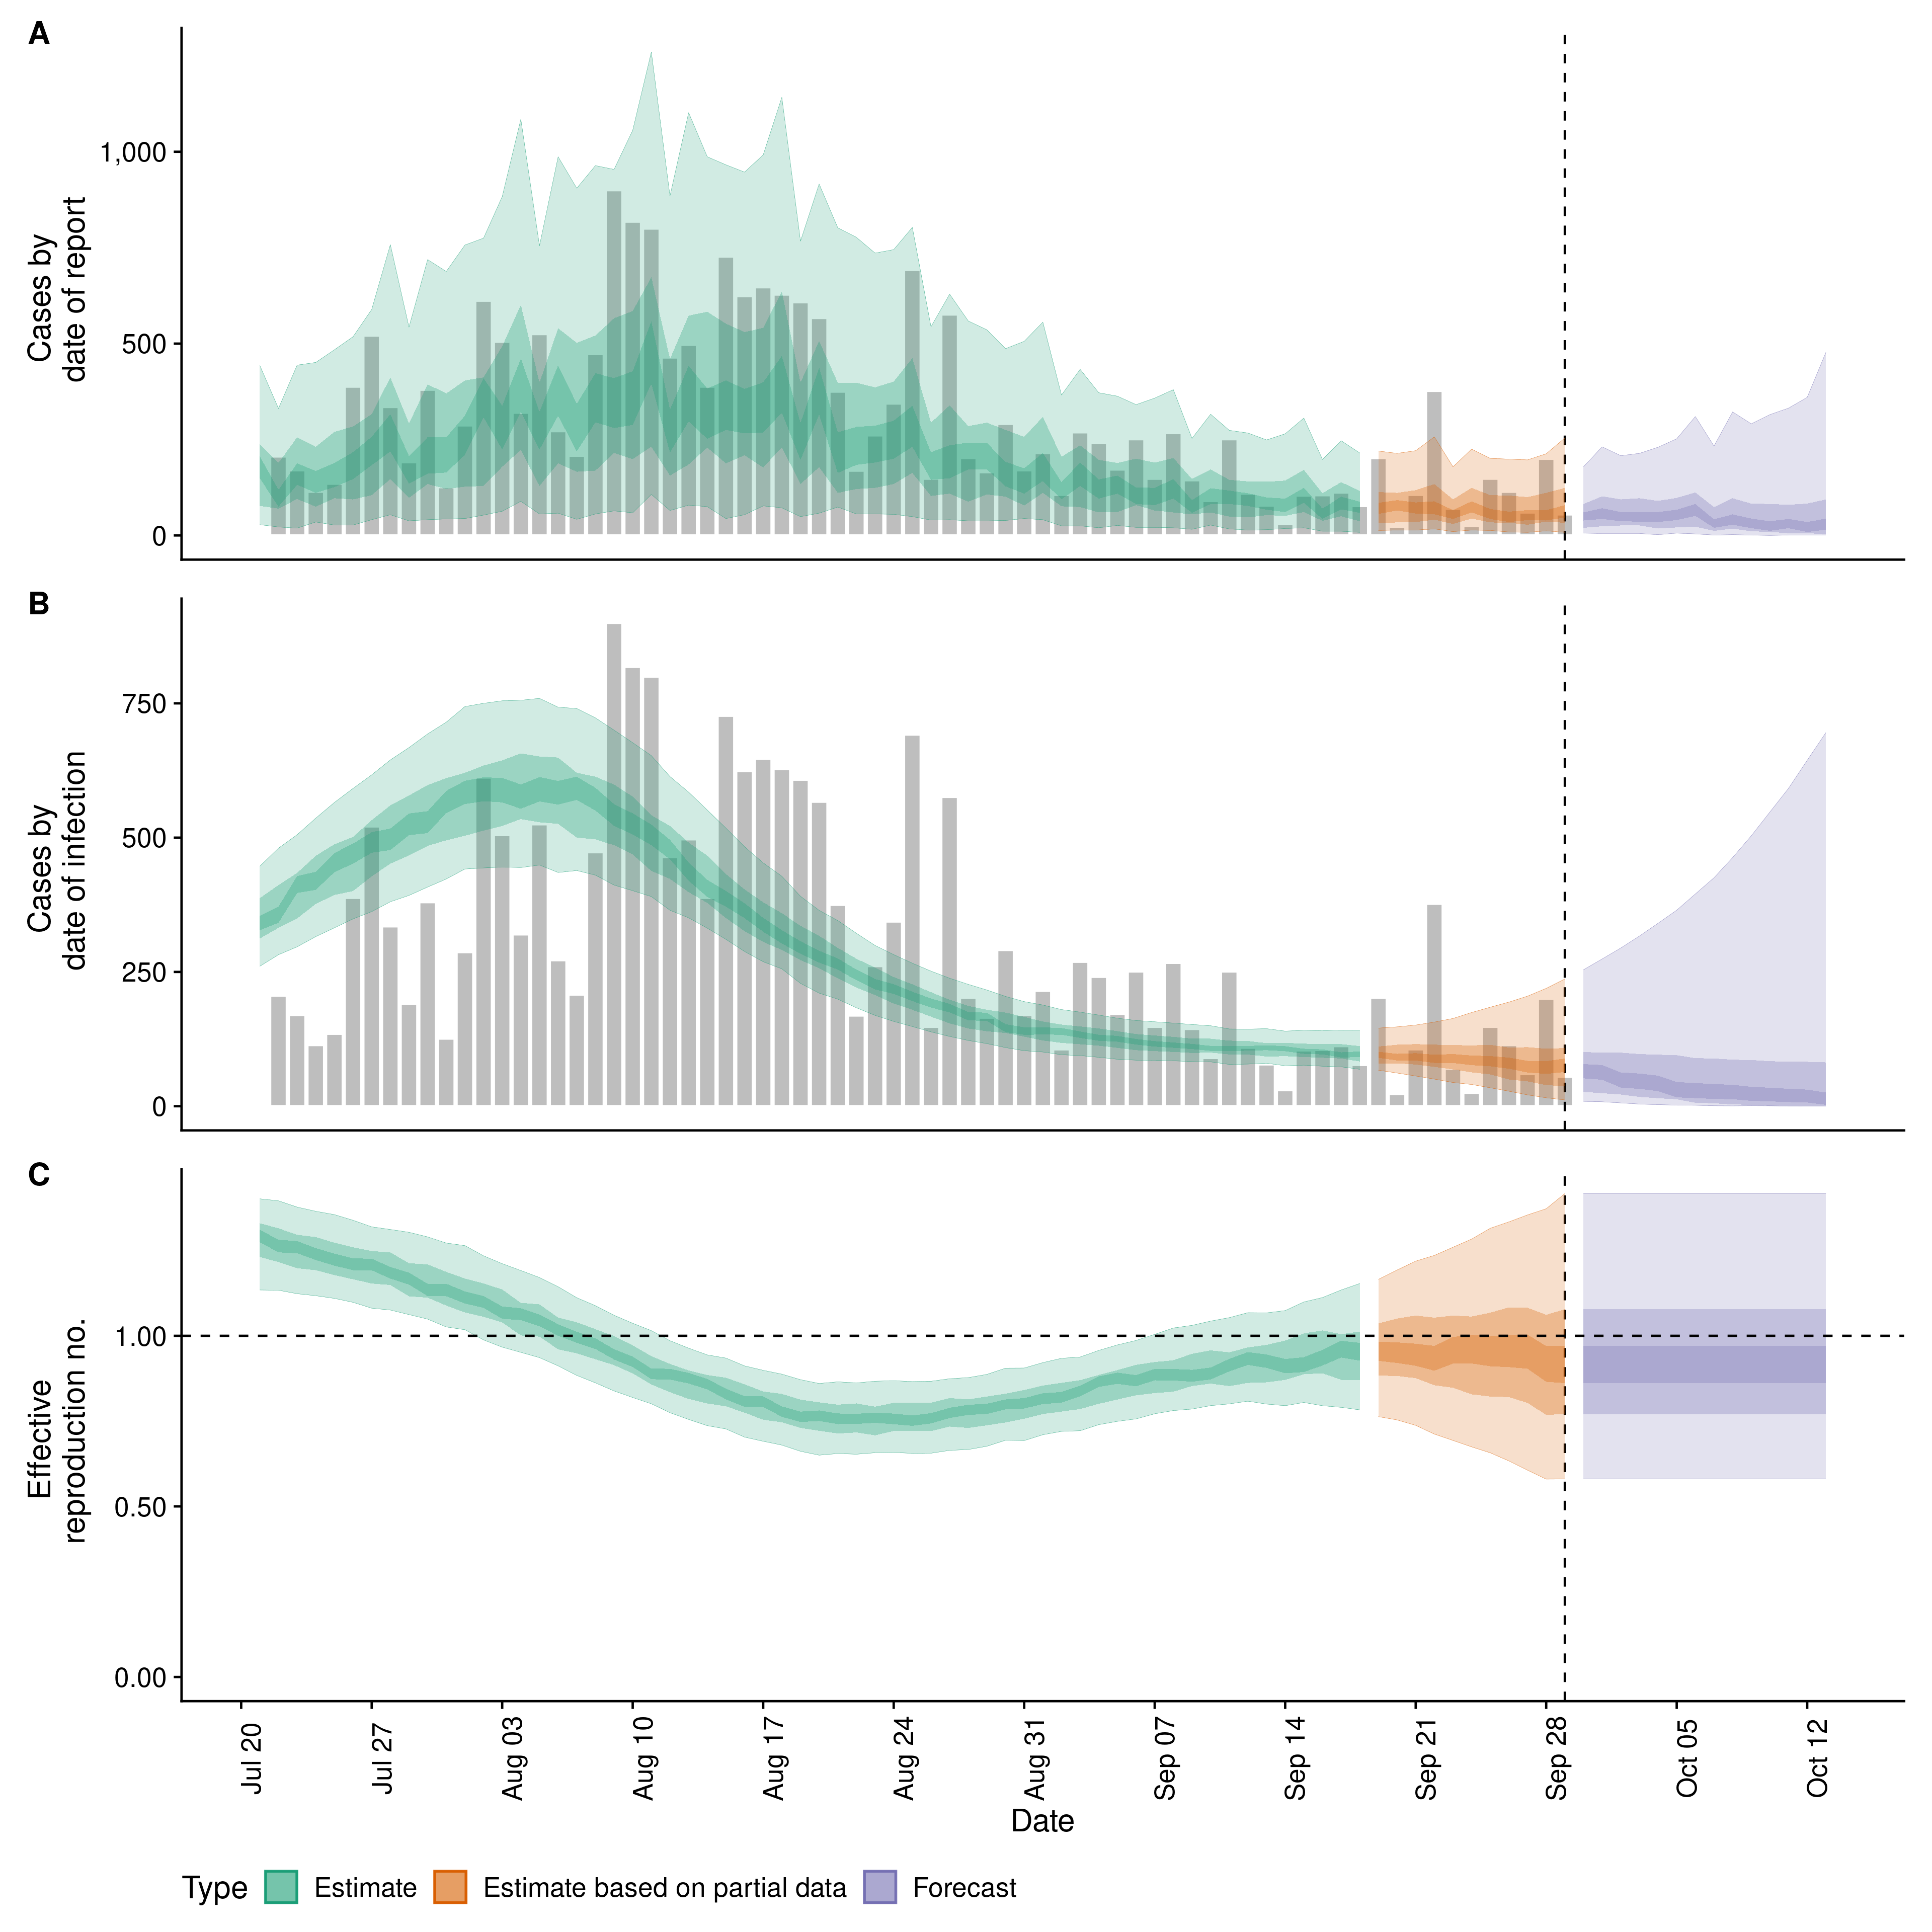 A
Cases by
date of report
1,000
500
0
B
Cases by
date of infection
750
500
250
0
C
Effective
reproduction no.
1.00
0.50
0.00
Jul 20
Jul 27
Aug 03
Aug 10
Aug 17
Aug 24
Aug 31
Sep 07
Sep 14
Sep 21
Sep 28
Oct 05
Oct 12
Date
Type Estimate Estimate based on partial data Forecast